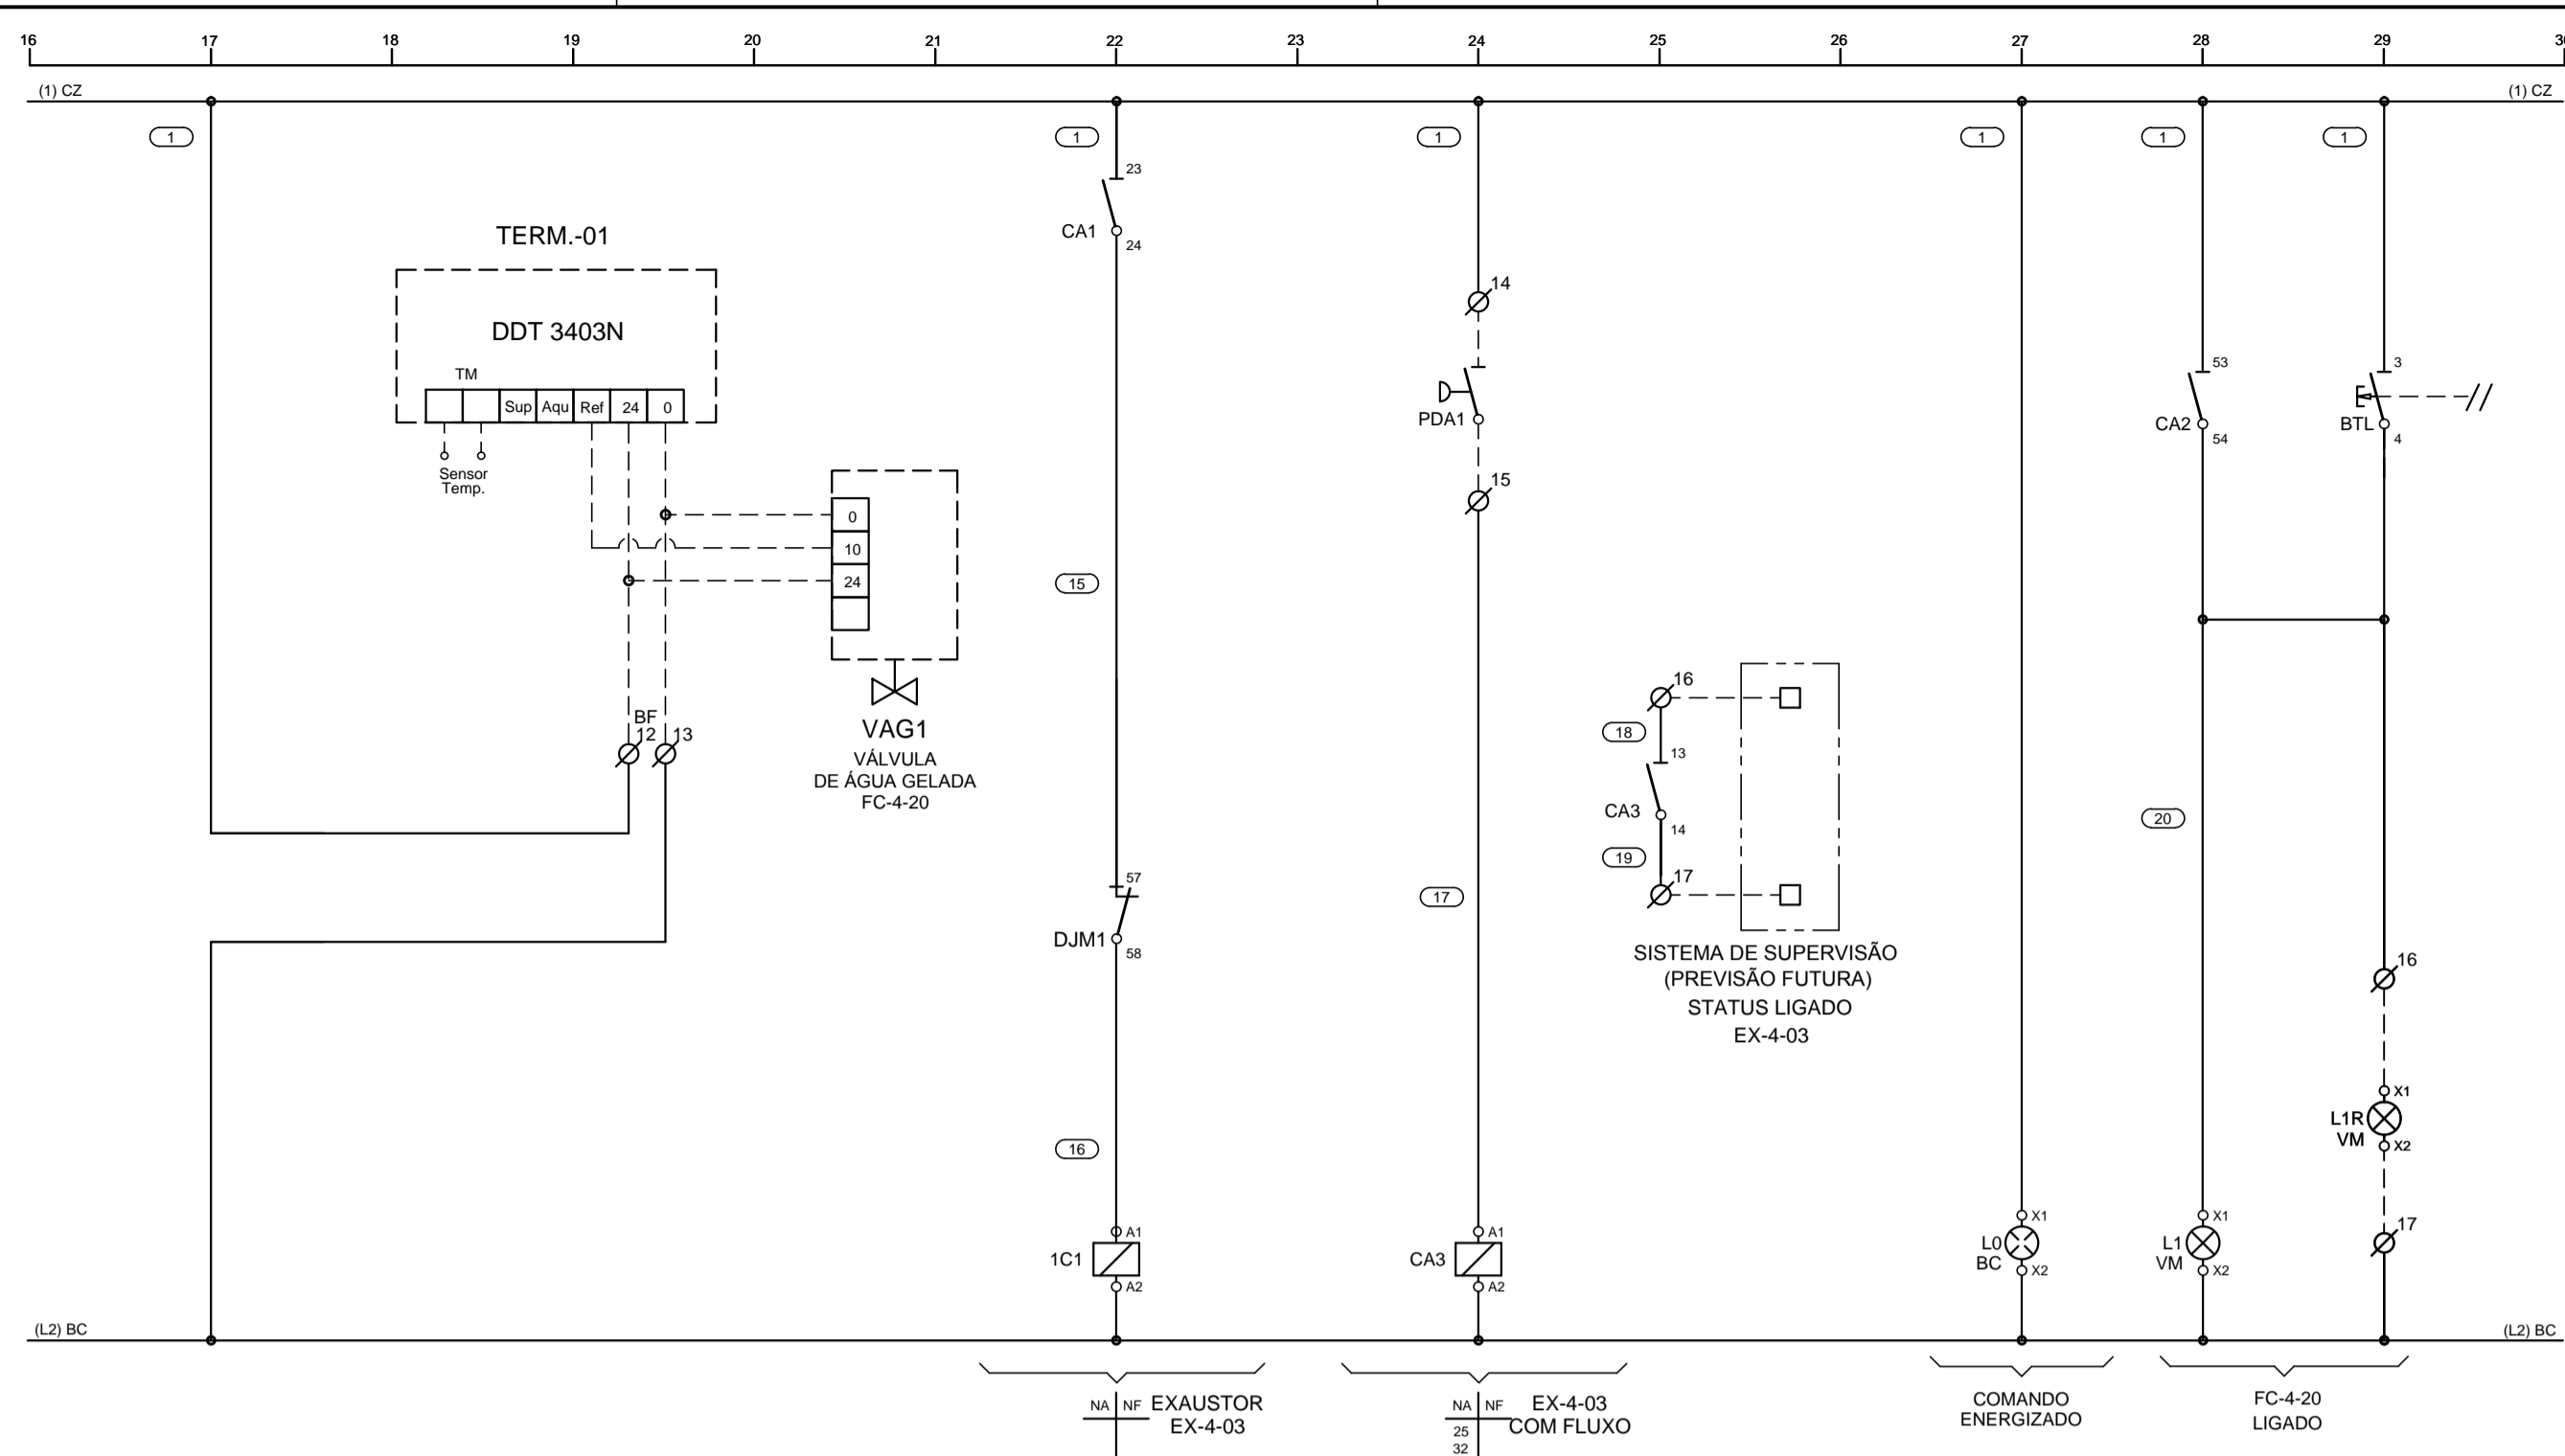 16 17 18 19 20 21 22 23 24 25 26 27 28 29
(1) CZ (1) CZ
1 1 1 1 1 1
23
CA1
24
TERM.-01
DDT 3403N
TM
Sup Aqu Ref 24 0
Sensor
Temp.
0
10
24
BF
12 13
VAG1
VÁLVULA
DE ÁGUA GELADA
FC-4-20
15
57
DJM1
58
16
A1
1C1
A2
14
PDA1
15
17
A1
CA3
A2
16
18
13
CA3
14
19
17
SISTEMA DE SUPERVISÃO
(PREVISÃO FUTURA)
STATUS LIGADO
EX-4-03
X1
L0
BC
X2
53
CA2
54
20
X1
L1
VM
X2
3
BTL
4
16
X1
L1R
VM
X2
17
(L2) BC (L2) BC
NA NF EXAUSTOR
EX-4-03
NA NF EX-4-03
COM FLUXO
25
32
COMANDO
ENERGIZADO
FC-4-20
LIGADO